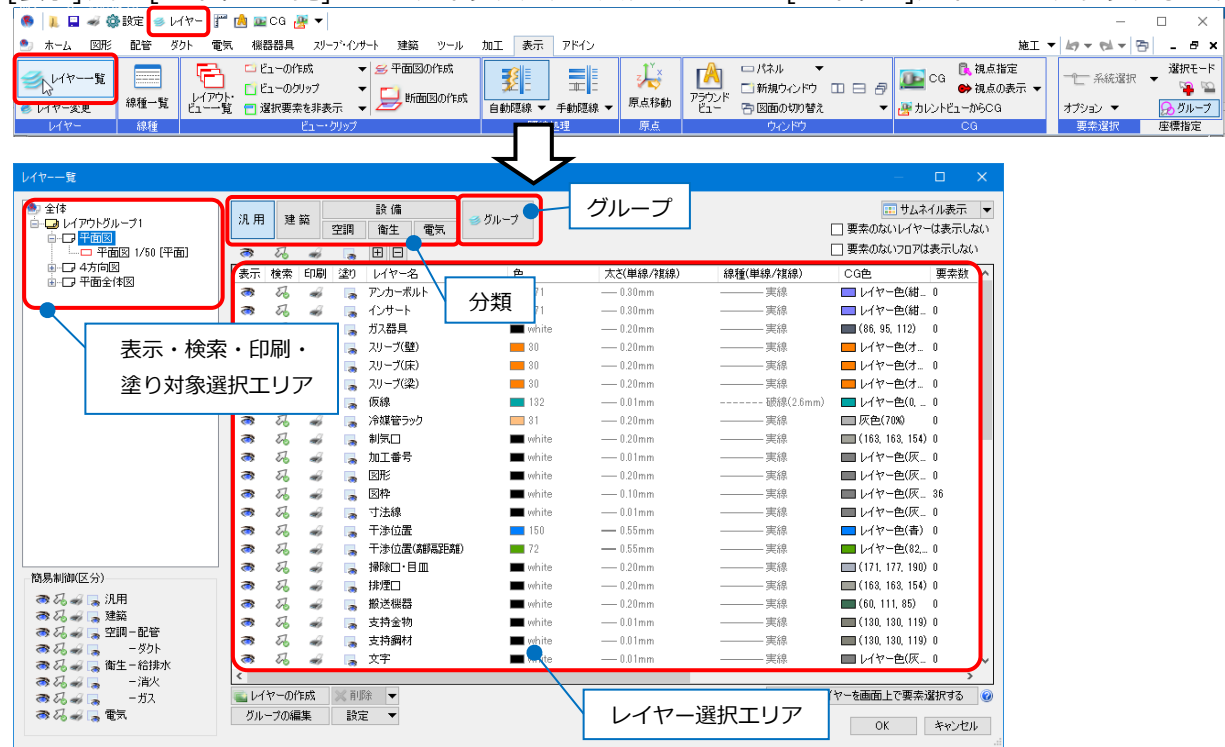 設定 レイヤー CG
ホーム 図形 配管 ダクト 電気 機器器具 スリーブ・インサート 建築 ツール 加工 表示 アドイン 施工
レイヤー一覧
レイヤー変更
レイヤー
線種一覧
線種
レイアウト・ビュー一覧
ビューの作成
ビューのクリップ
選択要素を非表示
平面図の作成
断面図の作成
ビュー・クリップ
自動隠線 手動隠線
処理
原点移動
原点
アラウンドビュー
パネル
新規ウィンドウ
図面の切り替え
ウィンドウ
CG
視点指定
視点の表示
カレントビューからCG
CG
系統選択
オプション
要素選択
選択モード
グループ
座標指定
レイヤー一覧
全体
レイアウトグループ1
平面図
平面図 1/50 [平面]
4方向図
平面全体図
汎用 建築 設備
空調 衛生 電気
グループ
グループ
サムネイル表示
要素のないレイヤーは表示しない
要素のないフロアは表示しない
分類
表示・検索・印刷・
塗り対象選択エリア
表示 検索 印刷 塗り レイヤー名 色 太さ(単線/複線) 線種(単線/複線) CG色 要素数
アンカーボルト 71 0.30mm 実線 レイヤー色(紺... 0
インサート 71 0.30mm 実線 レイヤー色(紺... 0
ガス器具 white 0.20mm 実線 (86, 95, 112) 0
スリーブ(壁) 30 0.20mm 実線 レイヤー色(オ... 0
スリーブ(床) 30 0.20mm 実線 レイヤー色(オ... 0
スリーブ(梁) 30 0.20mm 実線 レイヤー色(オ... 0
仮線 132 0.01mm 破線(2.6mm) レイヤー色(0, ... 0
冷媒管ラック 31 0.20mm 実線 灰色(70%) 0
制気口 white 0.20mm 実線 (163, 163, 154) 0
加工番号 white 0.01mm 実線 レイヤー色(灰... 0
図形 white 0.20mm 実線 レイヤー色(灰... 0
図枠 white 0.10mm 実線 レイヤー色(灰... 36
寸法線 white 0.01mm 実線 レイヤー色(灰... 0
干渉位置 150 0.55mm 実線 レイヤー色(青) 0
干渉位置(離隔距離) 72 0.55mm 実線 レイヤー色(82,... 0
掃除口・目皿 white 0.20mm 実線 (171, 177, 190) 0
排煙口 white 0.20mm 実線 (163, 163, 154) 0
搬送機器 white 0.20mm 実線 (60, 111, 85) 0
支持金物 white 0.01mm 実線 (130, 130, 119) 0
支持鋼材 white 0.01mm 実線 (130, 130, 119) 0
文字 white 0.01mm 実線 レイヤー色(灰... 0
簡易制御(区分)
汎用
建築
空調-配管
-ダクト
衛生-給排水
-消火
-ガス
電気
レイヤーの作成 削除
グループの編集 設定
レイヤー選択エリア
ヤーを画面上で要素選択する
OK キャンセル